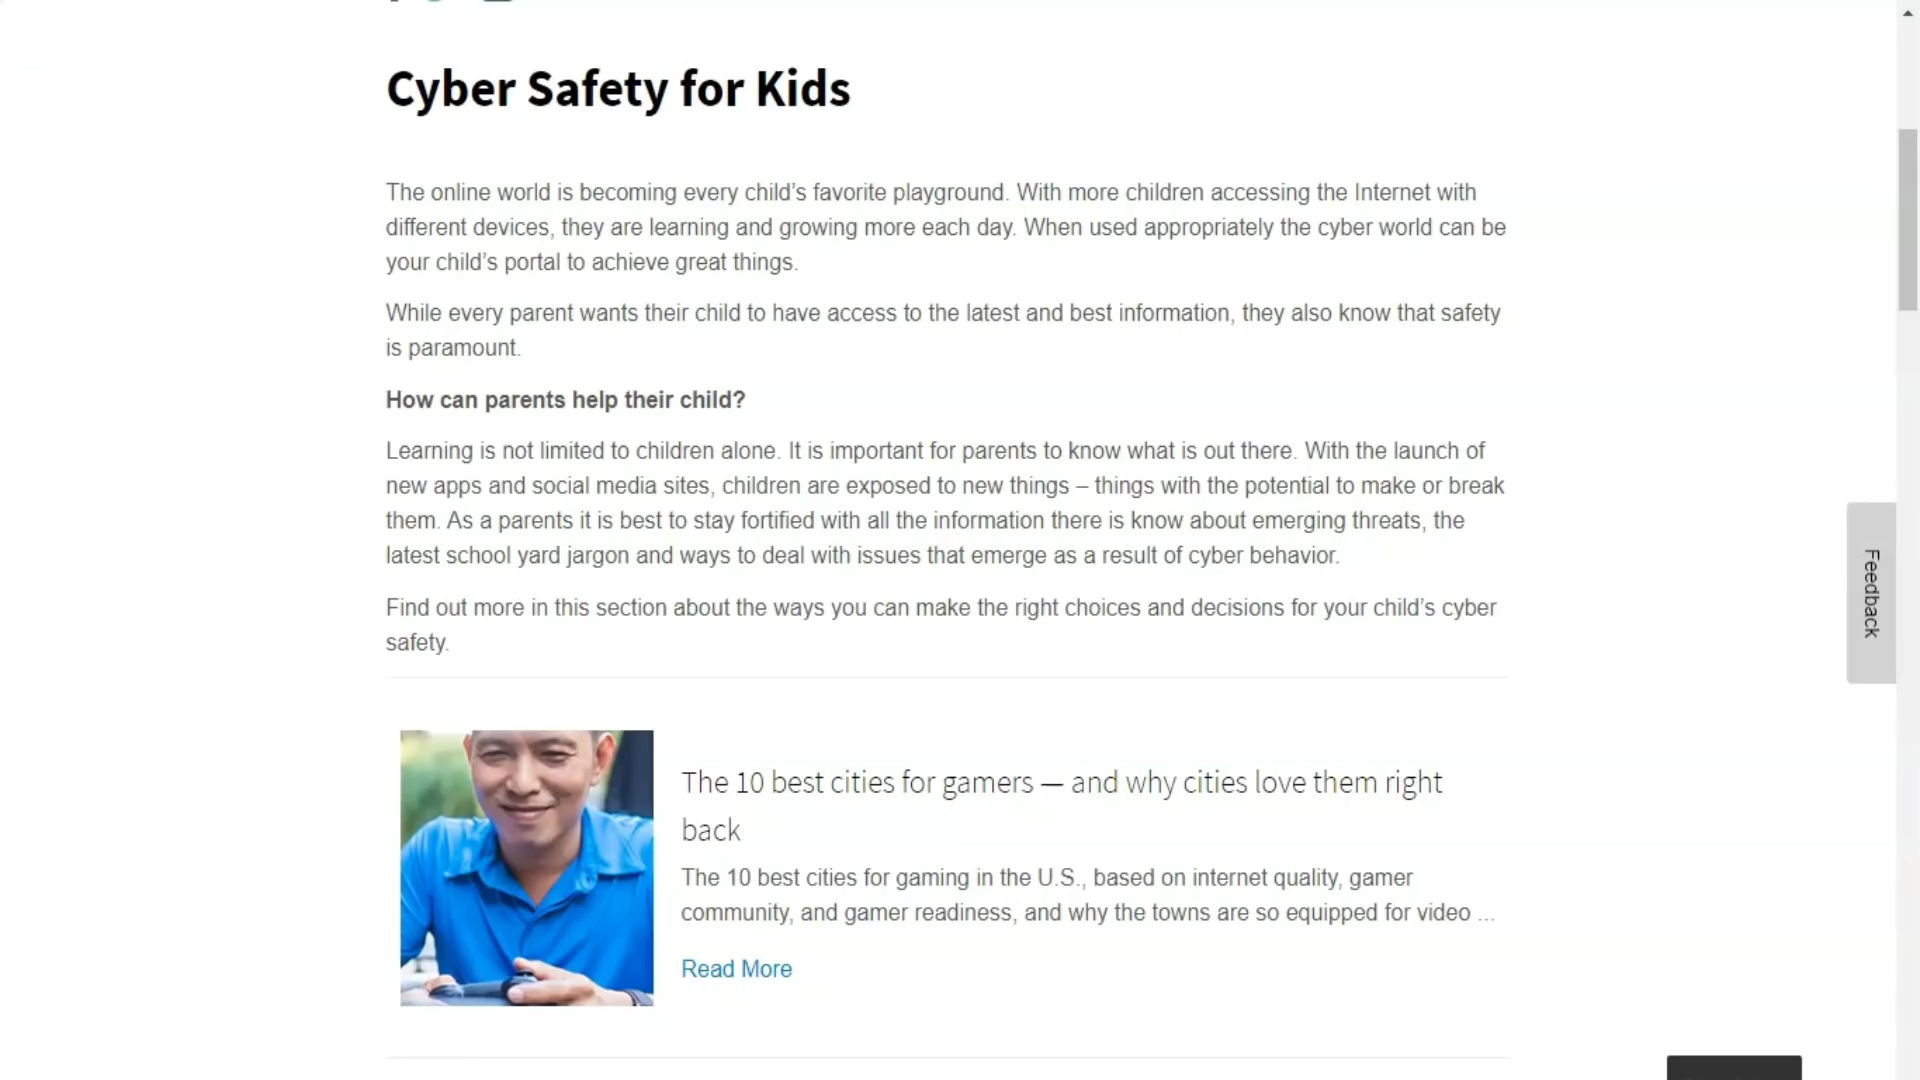 Cyber Safety for Kids
The online world is becoming every child’s favorite playground. With more children accessing the Internet with
different devices, they are learning and growing more each day. When used appropriately the cyber world can be
your child’s portal to achieve great things.
While every parent wants their child to have access to the latest and best information, they also know that safety
is paramount.
How can parents help their child?
Learning is not limited to children alone. It is important for parents to know what is out there. With the launch of
new apps and social media sites, children are exposed to new things – things with the potential to make or break
them. As a parents it is best to stay fortified with all the information there is know about emerging threats, the
latest school yard jargon and ways to deal with issues that emerge as a result of cyber behavior.
Find out more in this section about the ways you can make the right choices and decisions for your child’s cyber
safety.
Feedback
The 10 best cities for gamers — and why cities love them right
back
The 10 best cities for gaming in the U.S., based on internet quality, gamer
community, and gamer readiness, and why the towns are so equipped for video ...
Read More